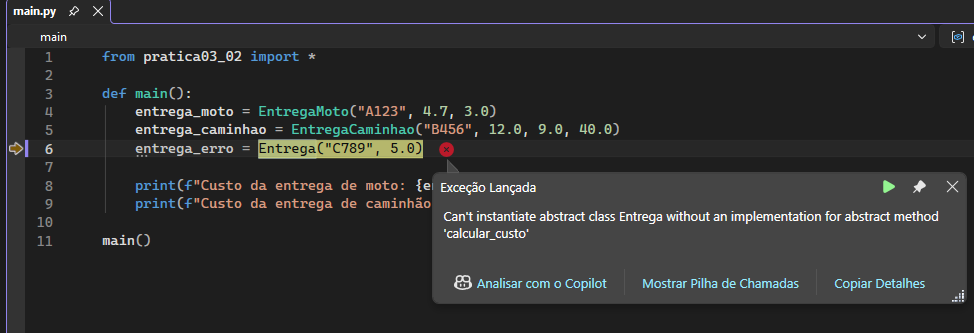 main.py
main
1 from pratica03_02 import *
2
3 def main():
4 entrega_moto = EntregaMoto("A123", 4.7, 3.0)
5 entrega_caminhao = EntregaCaminhao("B456", 12.0, 9.0, 40.0)
6 entrega_erro = Entrega("C789", 5.0)
7
8 print(f"Custo da entrega de moto: {e
9 print(f"Custo da entrega de caminhão
10
11 main()
Exceção Lançada
Can't instantiate abstract class Entrega without an implementation for abstract method
'calcular_custo'
Analisar com o Copilot Mostrar Pilha de Chamadas Copiar Detalhes